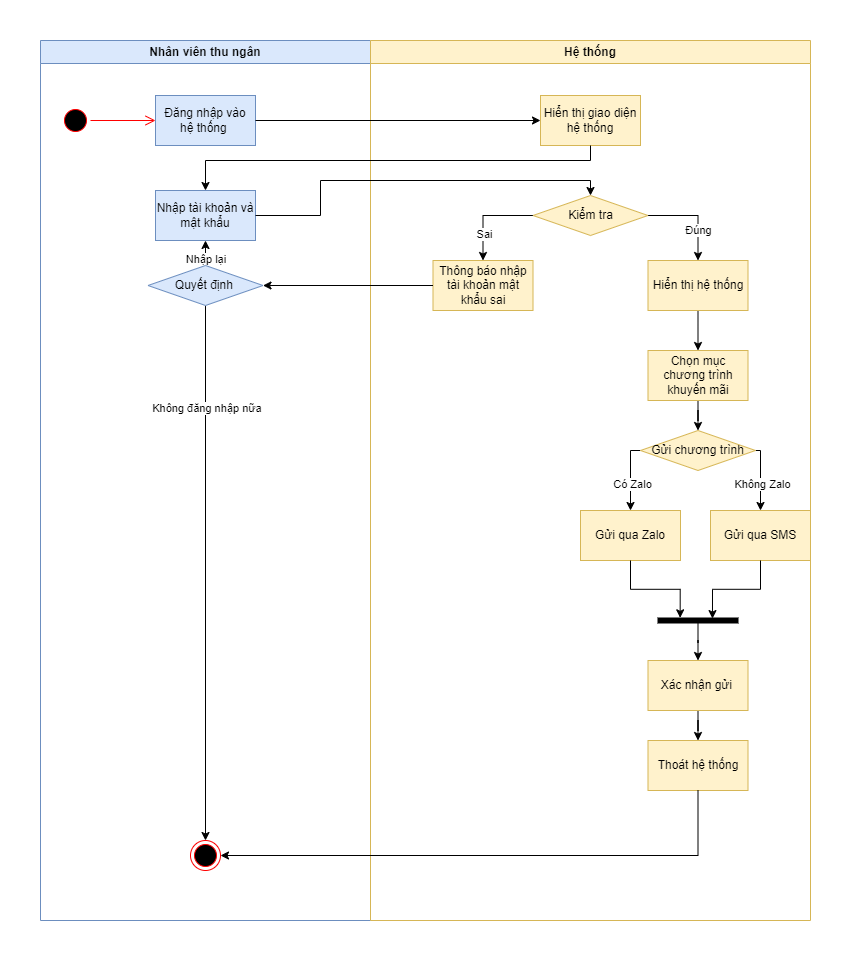 Nhân viên thu ngân
Hệ thống
Đăng nhập vào
hệ thống
Hiển thị giao diện
hệ thống
Nhập tài khoản và
mật khẩu
Kiểm tra
Sai
Đúng
Nhập lại
Quyết định
Thông báo nhập
tài khoản mật
khẩu sai
Hiển thị hệ thống
Chọn mục
chương trình
khuyến mãi
Không đăng nhập nữa
Gửi chương trình
Có Zalo
Không Zalo
Gửi qua Zalo
Gửi qua SMS
Xác nhận gửi
Thoát hệ thống